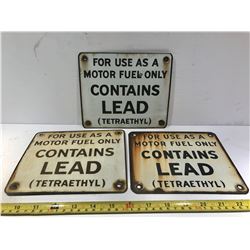 FOR USE AS A
MOTOR FUEL ONLY
CONTAINS
LEAD
(TETRAETHYL)
FOR USE AS A
MOTOR FUEL ONLY
CONTAINS
LEAD
(TETRAETHYL)
FOR USE AS A
MOTOR FUEL ONLY
CONTAINS
LEAD
(TETRAETHYL)